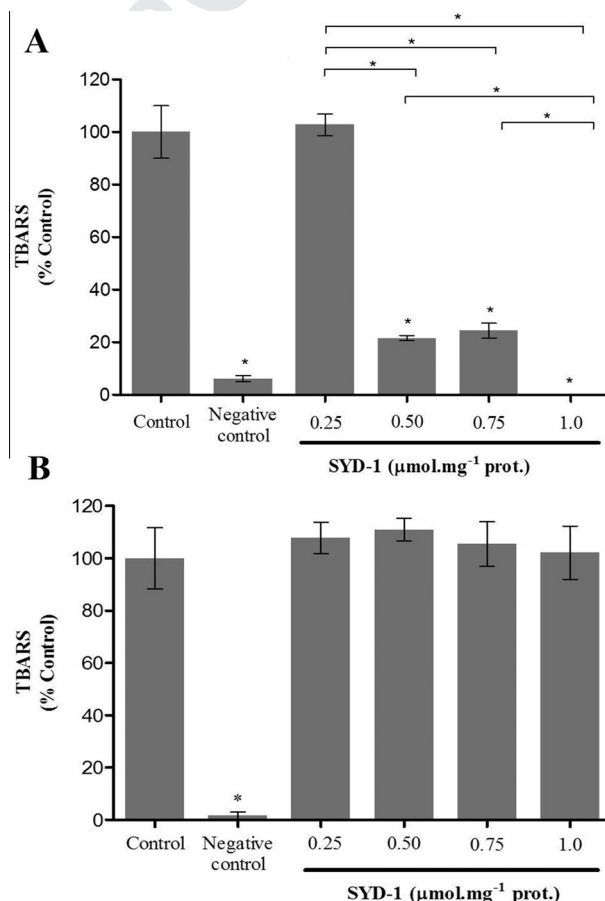 A
*
*
*
*
*
120
100
80
60
40
20
0
TBARS
(% Control)
*
*
*
*
Control
Negative
control
0.25
0.50
0.75
1.0
SYD-1 (μmol.mg⁻¹ prot.)
B
120
100
80
60
40
20
0
TBARS
(% Control)
*
Control
Negative
control
0.25
0.50
0.75
1.0
SYD-1 (μmol.mg⁻¹ prot.)